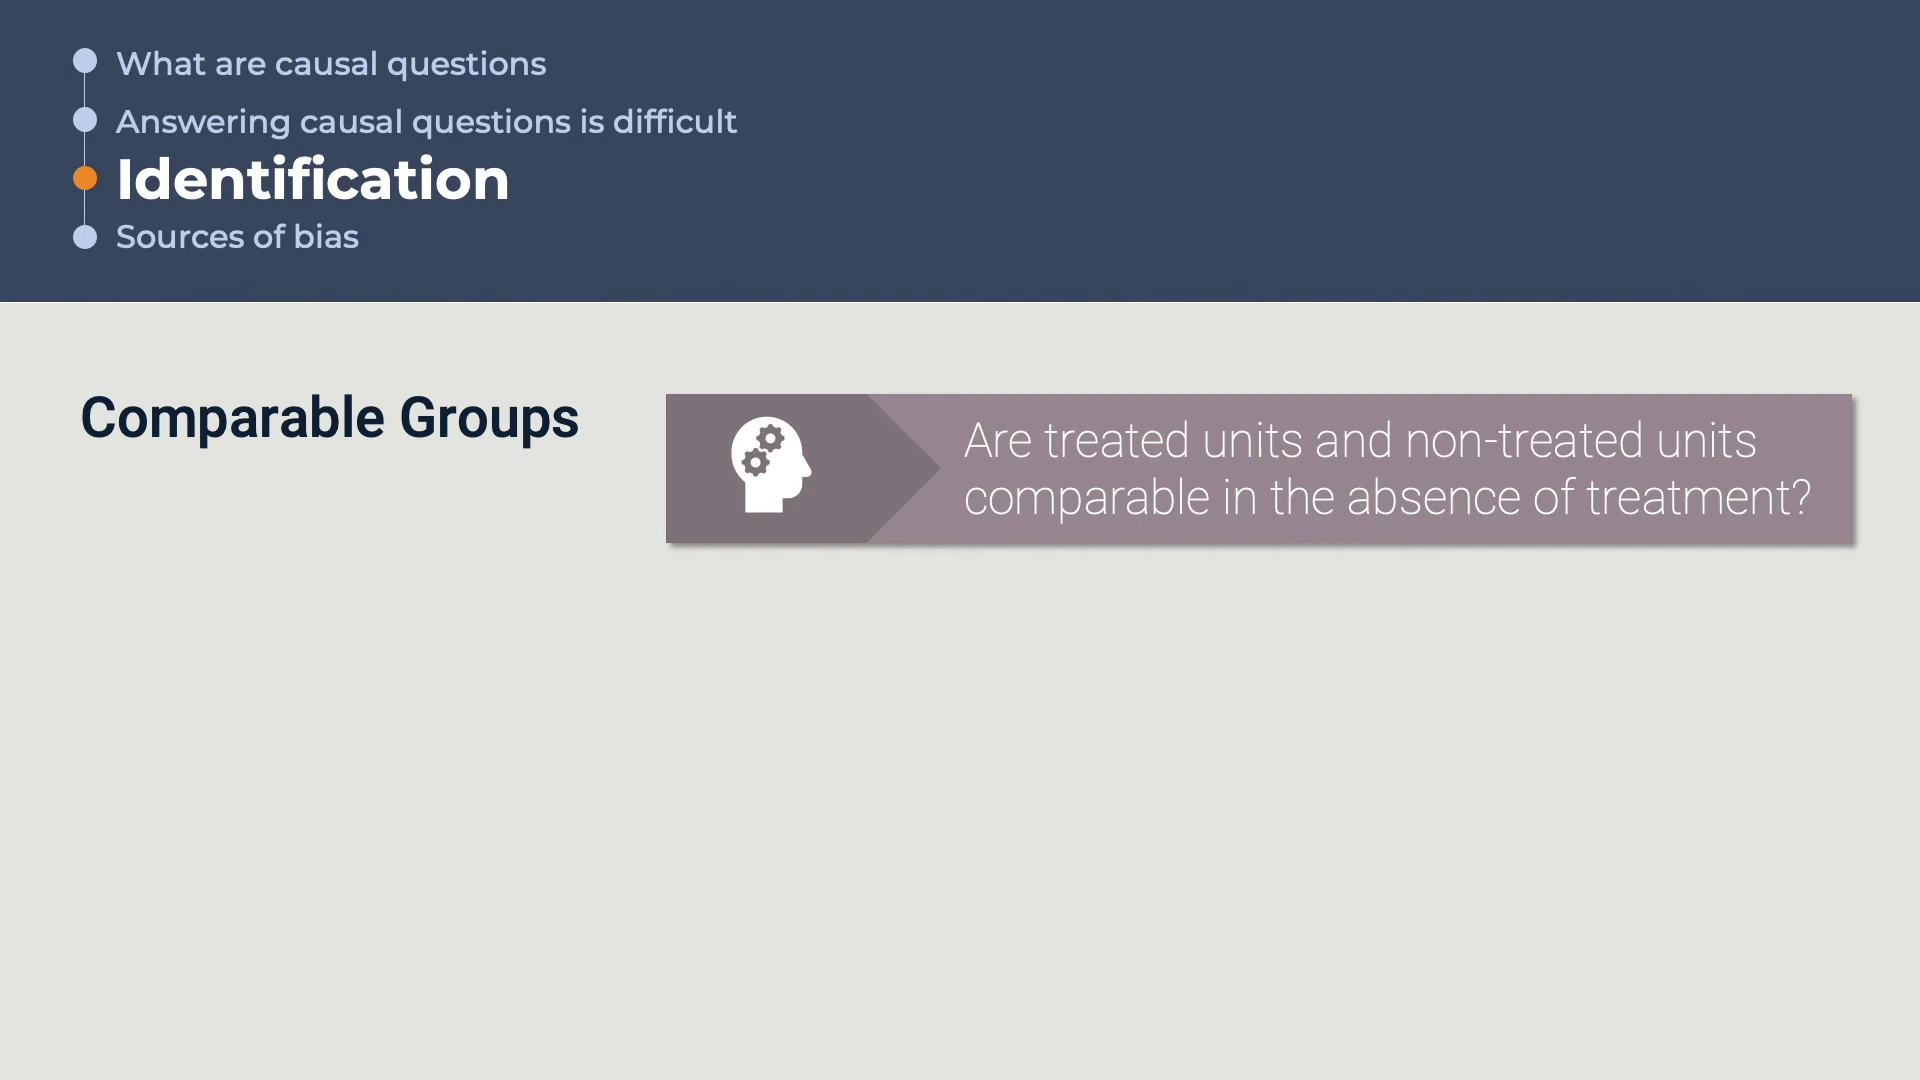 What are causal questions
Answering causal questions is difficult
Identification
Sources of bias
Comparable Groups
Are treated units and non-treated units
comparable in the absence of treatment?